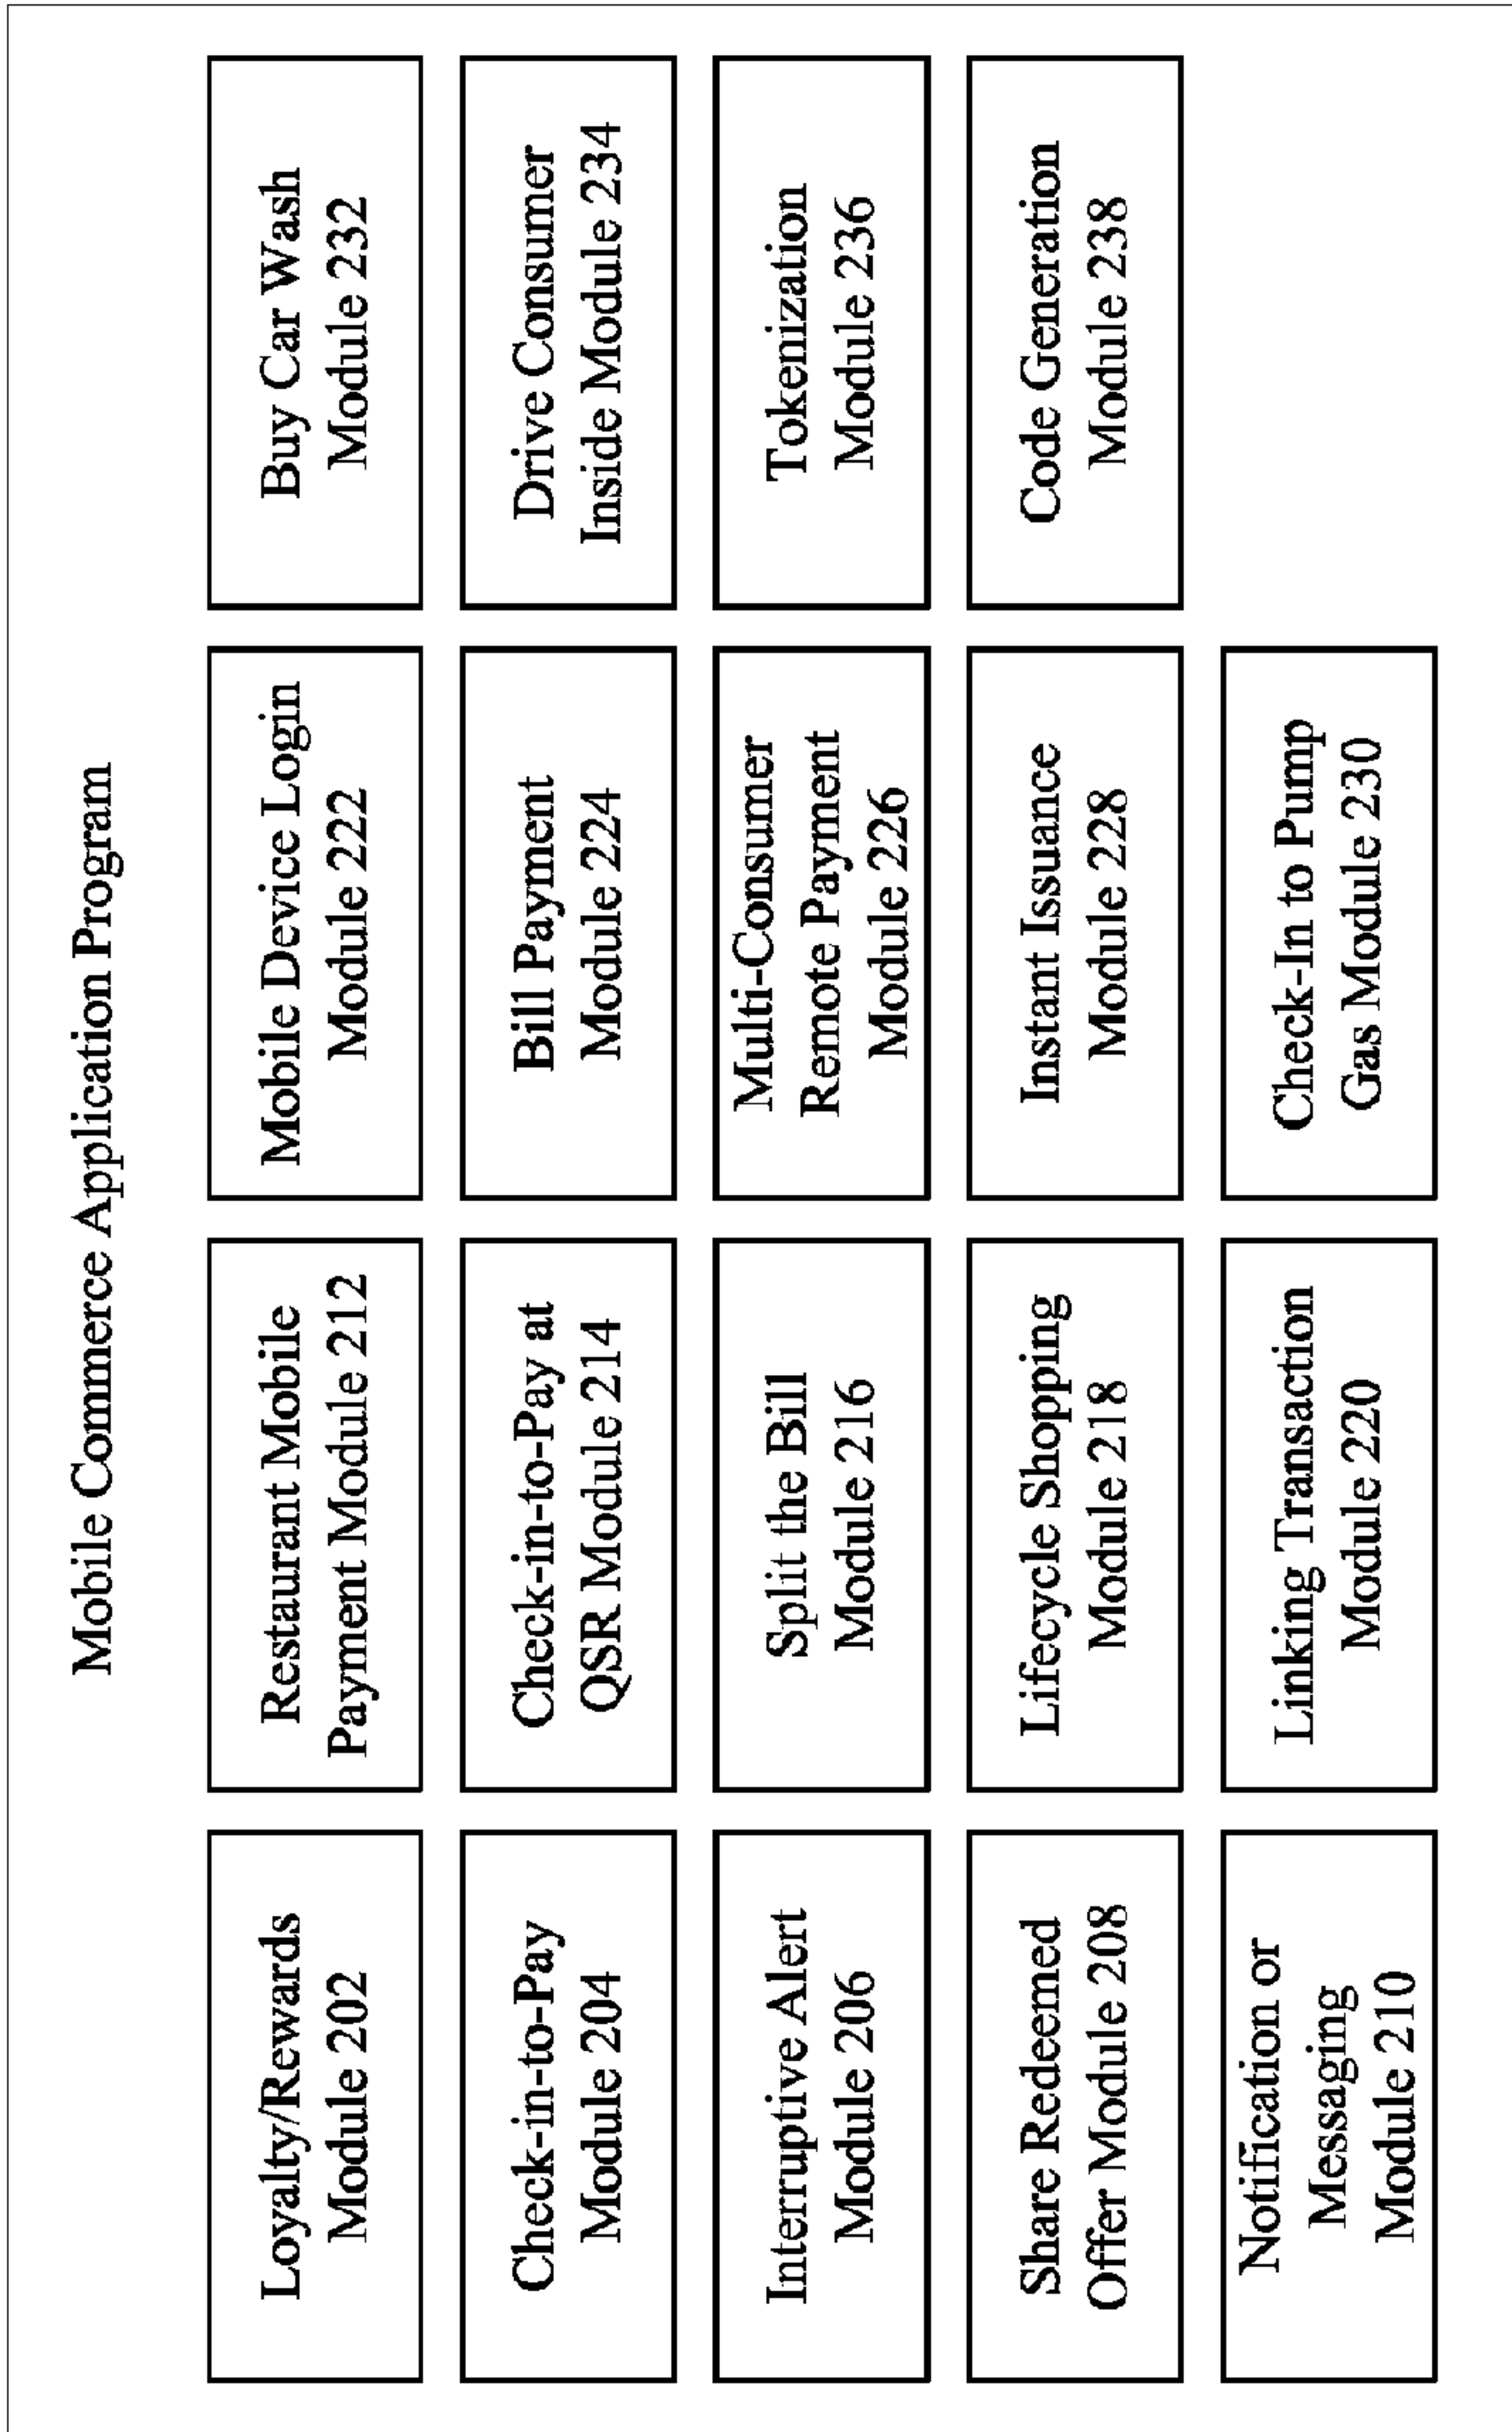 Mobile Commerce Application Program
Loyalty/Rewards
Module 202
Check-in-to-Pay
Module 204
Interruptive Alert
Module 206
Share Redeemed
Offer Module 208
Notification or
Messaging
Module 210
Restaurant Mobile
Payment Module 212
Check-in-to-Pay at
QSR Module 214
Split the Bill
Module 216
Lifecycle Shopping
Module 218
Linking Transaction
Module 220
Mobile Device Login
Module 222
Bill Payment
Module 224
Multi-Consumer
Remote Payment
Module 226
Instant Issuance
Module 228
Check-In to Pump
Gas Module 230
Buy Car Wash
Module 232
Drive Consumer
Inside Module 234
Tokenization
Module 236
Code Generation
Module 238